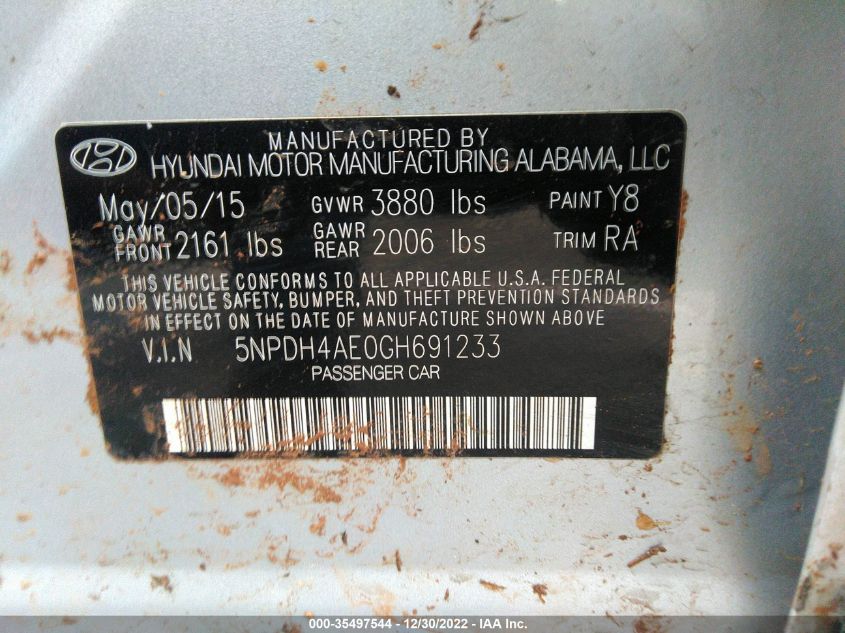 MANUFACTURED BY
HYUNDAI MOTOR MANUFACTURING ALABAMA, LLC
May/05/15 GVWR 3880 lbs PAINT Y8
GAWR FRONT 2161 lbs GAWR REAR 2006 lbs TRIM RA
THIS VEHICLE CONFORMS TO ALL APPLICABLE U.S.A. FEDERAL
MOTOR VEHICLE SAFETY, BUMPER, AND THEFT PREVENTION STANDARDS
IN EFFECT ON THE DATE OF MANUFACTURE SHOWN ABOVE
V.I.N 5NPDH4AE0GH691233
PASSENGER CAR
000-35497544 - 12/30/2022 - IAA Inc.